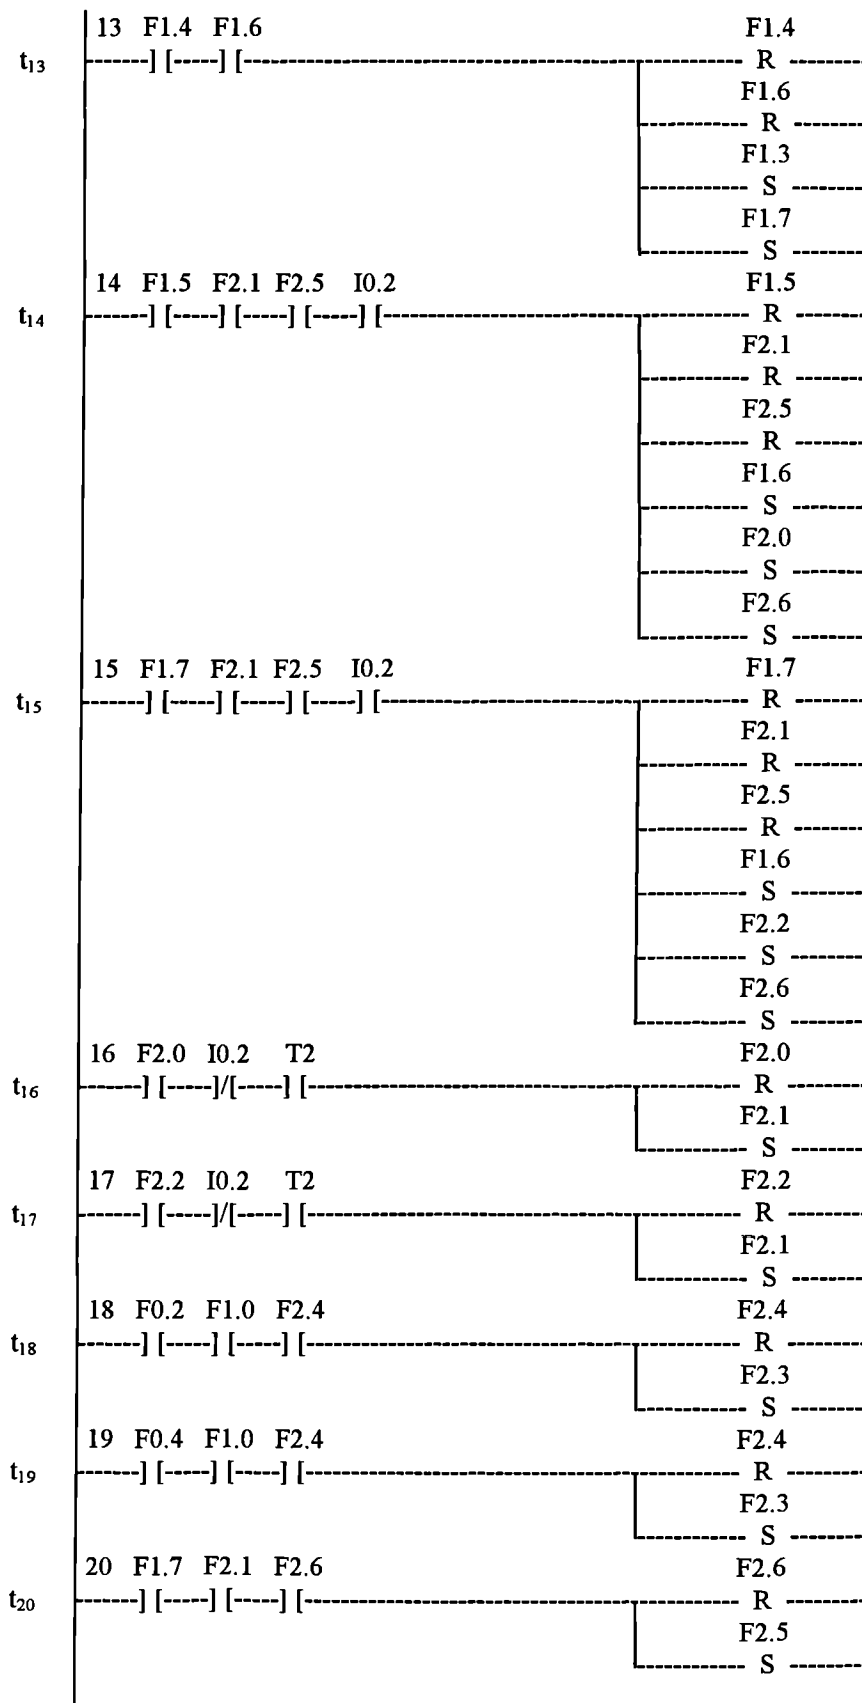 13 F1.4 F1.6 F1.4
t13 ------] [-----] [------ R ------
F1.6
------ R ------
F1.3
------ S ------
F1.7
------ S ------
14 F1.5 F2.1 F2.5 I0.2 F1.5
t14 ------] [-----] [-----] [-----] [------ R ------
F2.1
------ R ------
F2.5
------ R ------
F1.6
------ S ------
F2.0
------ S ------
F2.6
------ S ------
15 F1.7 F2.1 F2.5 I0.2 F1.7
t15 ------] [-----] [-----] [-----] [------ R ------
F2.1
------ R ------
F2.5
------ R ------
F1.6
------ S ------
F2.2
------ S ------
F2.6
------ S ------
16 F2.0 I0.2 T2 F2.0
t16 ------] [-----]/[-----] [------ R ------
F2.1
------ S ------
17 F2.2 I0.2 T2 F2.2
t17 ------] [-----]/[-----] [------ R ------
F2.1
------ S ------
18 F0.2 F1.0 F2.4 F2.4
t18 ------] [-----] [-----] [------ R ------
F2.3
------ S ------
19 F0.4 F1.0 F2.4 F2.4
t19 ------] [-----] [-----] [------ R ------
F2.3
------ S ------
20 F1.7 F2.1 F2.6 F2.6
t20 ------] [-----] [-----] [------ R ------
F2.5
------ S ------